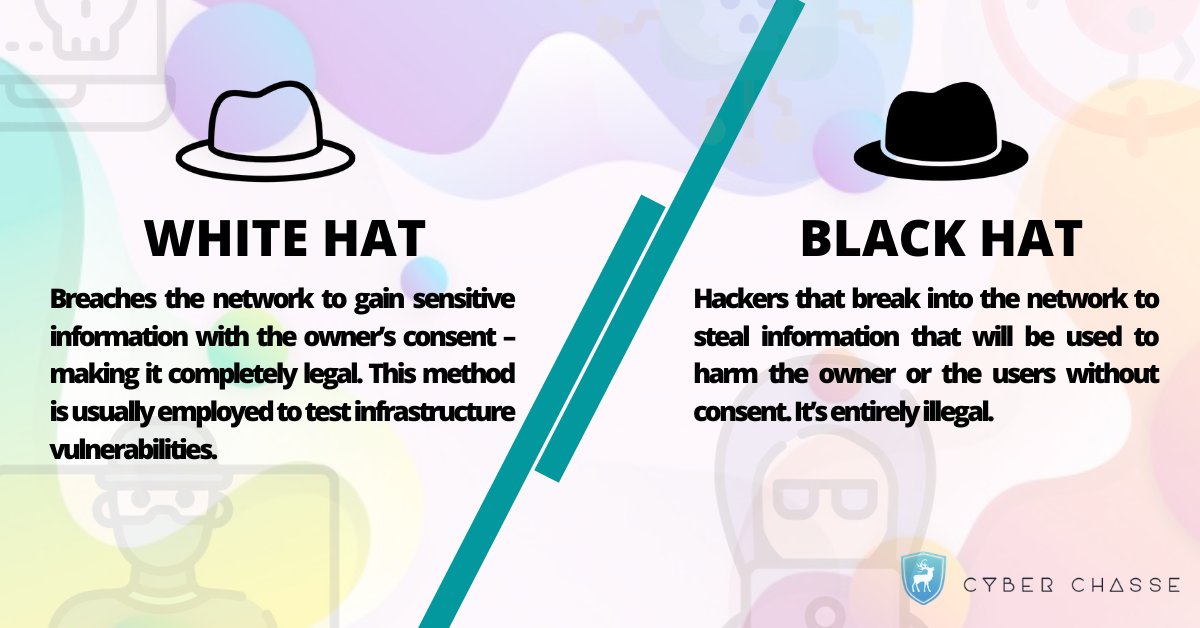 WHITE HAT
Breaches the network to gain sensitive
information with the owner’s consent –
making it completely legal. This method
is usually employed to test infrastructure
vulnerabilities.
BLACK HAT
Hackers that break into the network to
steal information that will be used to
harm the owner or the users without
consent. It’s entirely illegal.
CYBER CHASSE